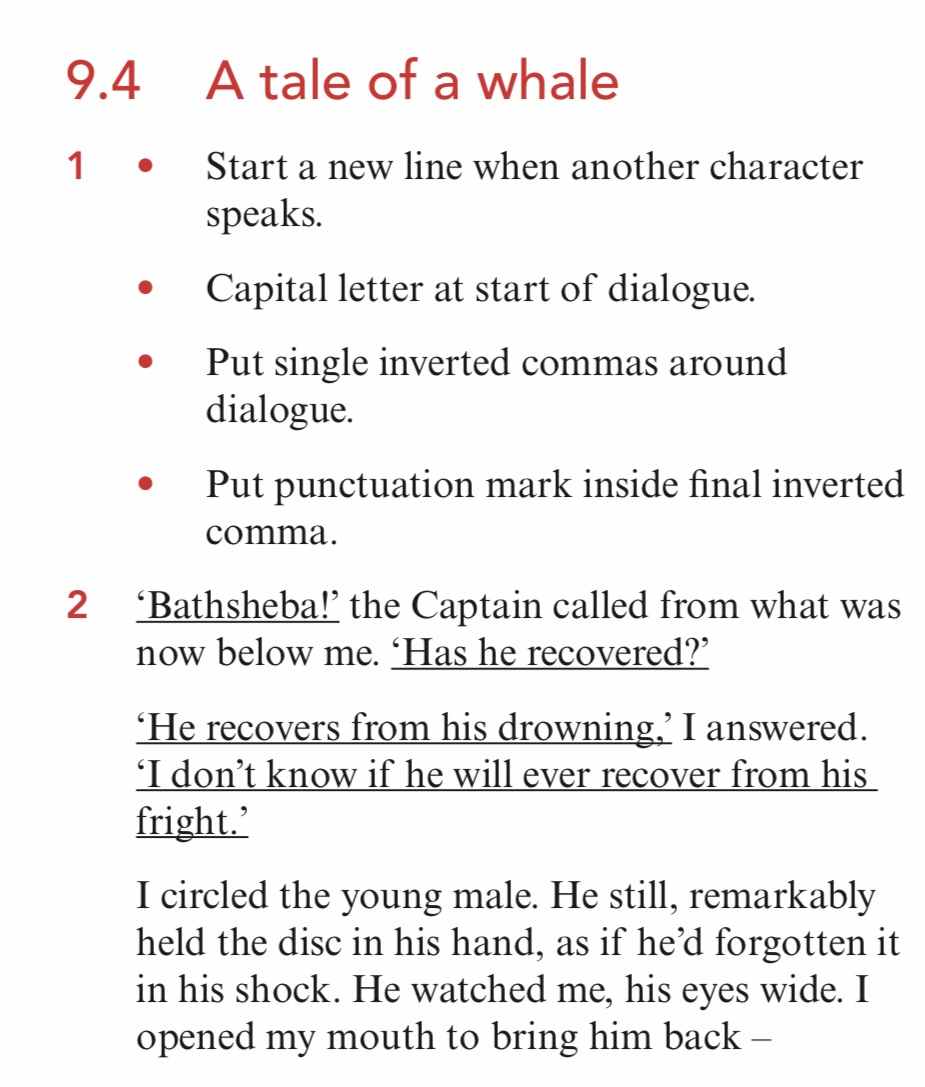 9.4 A tale of a whale
1 • Start a new line when another character
speaks.
• Capital letter at start of dialogue.
• Put single inverted commas around
dialogue.
• Put punctuation mark inside final inverted
comma.
2 ‘Bathsheba!’ the Captain called from what was
now below me. ‘Has he recovered?’
‘He recovers from his drowning,’ I answered.
‘I don’t know if he will ever recover from his
fright.’
I circled the young male. He still, remarkably
held the disc in his hand, as if he’d forgotten it
in his shock. He watched me, his eyes wide. I
opened my mouth to bring him back –